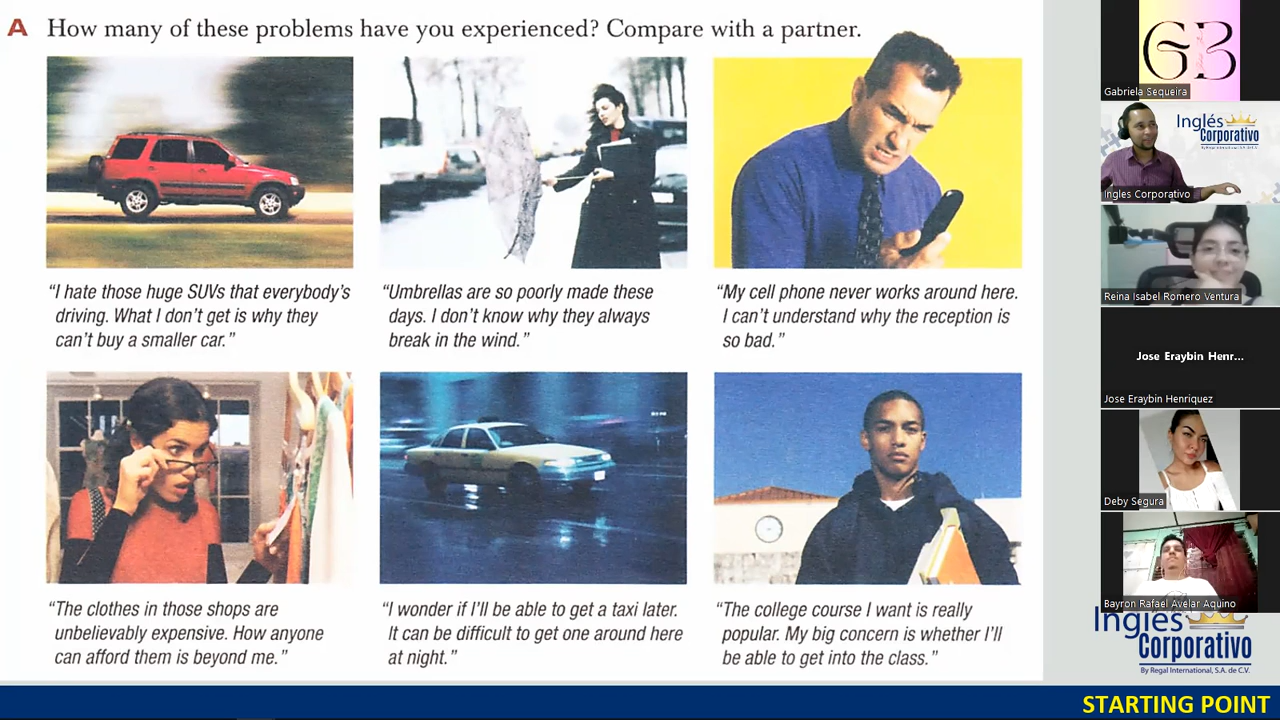 A How many of these problems have you experienced? Compare with a partner.
“I hate those huge SUVs that everybody’s
driving. What I don’t get is why they
can’t buy a smaller car.”
“Umbrellas are so poorly made these
days. I don’t know why they always
break in the wind.”
“My cell phone never works around here.
I can’t understand why the reception is
so bad.”
“The clothes in those shops are
unbelievably expensive. How anyone
can afford them is beyond me.”
“I wonder if I’ll be able to get a taxi later.
It can be difficult to get one around here
at night.”
“The college course I want is really
popular. My big concern is whether I’ll
be able to get into the class.”
GB
Gabriela Sequeira
Inglés
Corporativo
By Regal International, S.A. de C.V.
Ingles Corporativo
Reina Isabel Romero Ventura
Jose Eraybin Henr...
Jose Eraybin Henriquez
Deby Segura
Bayron Rafael Avelar Aquino
Inglés
Corporativo
By Regal International, S.A. de C.V.
STARTING POINT